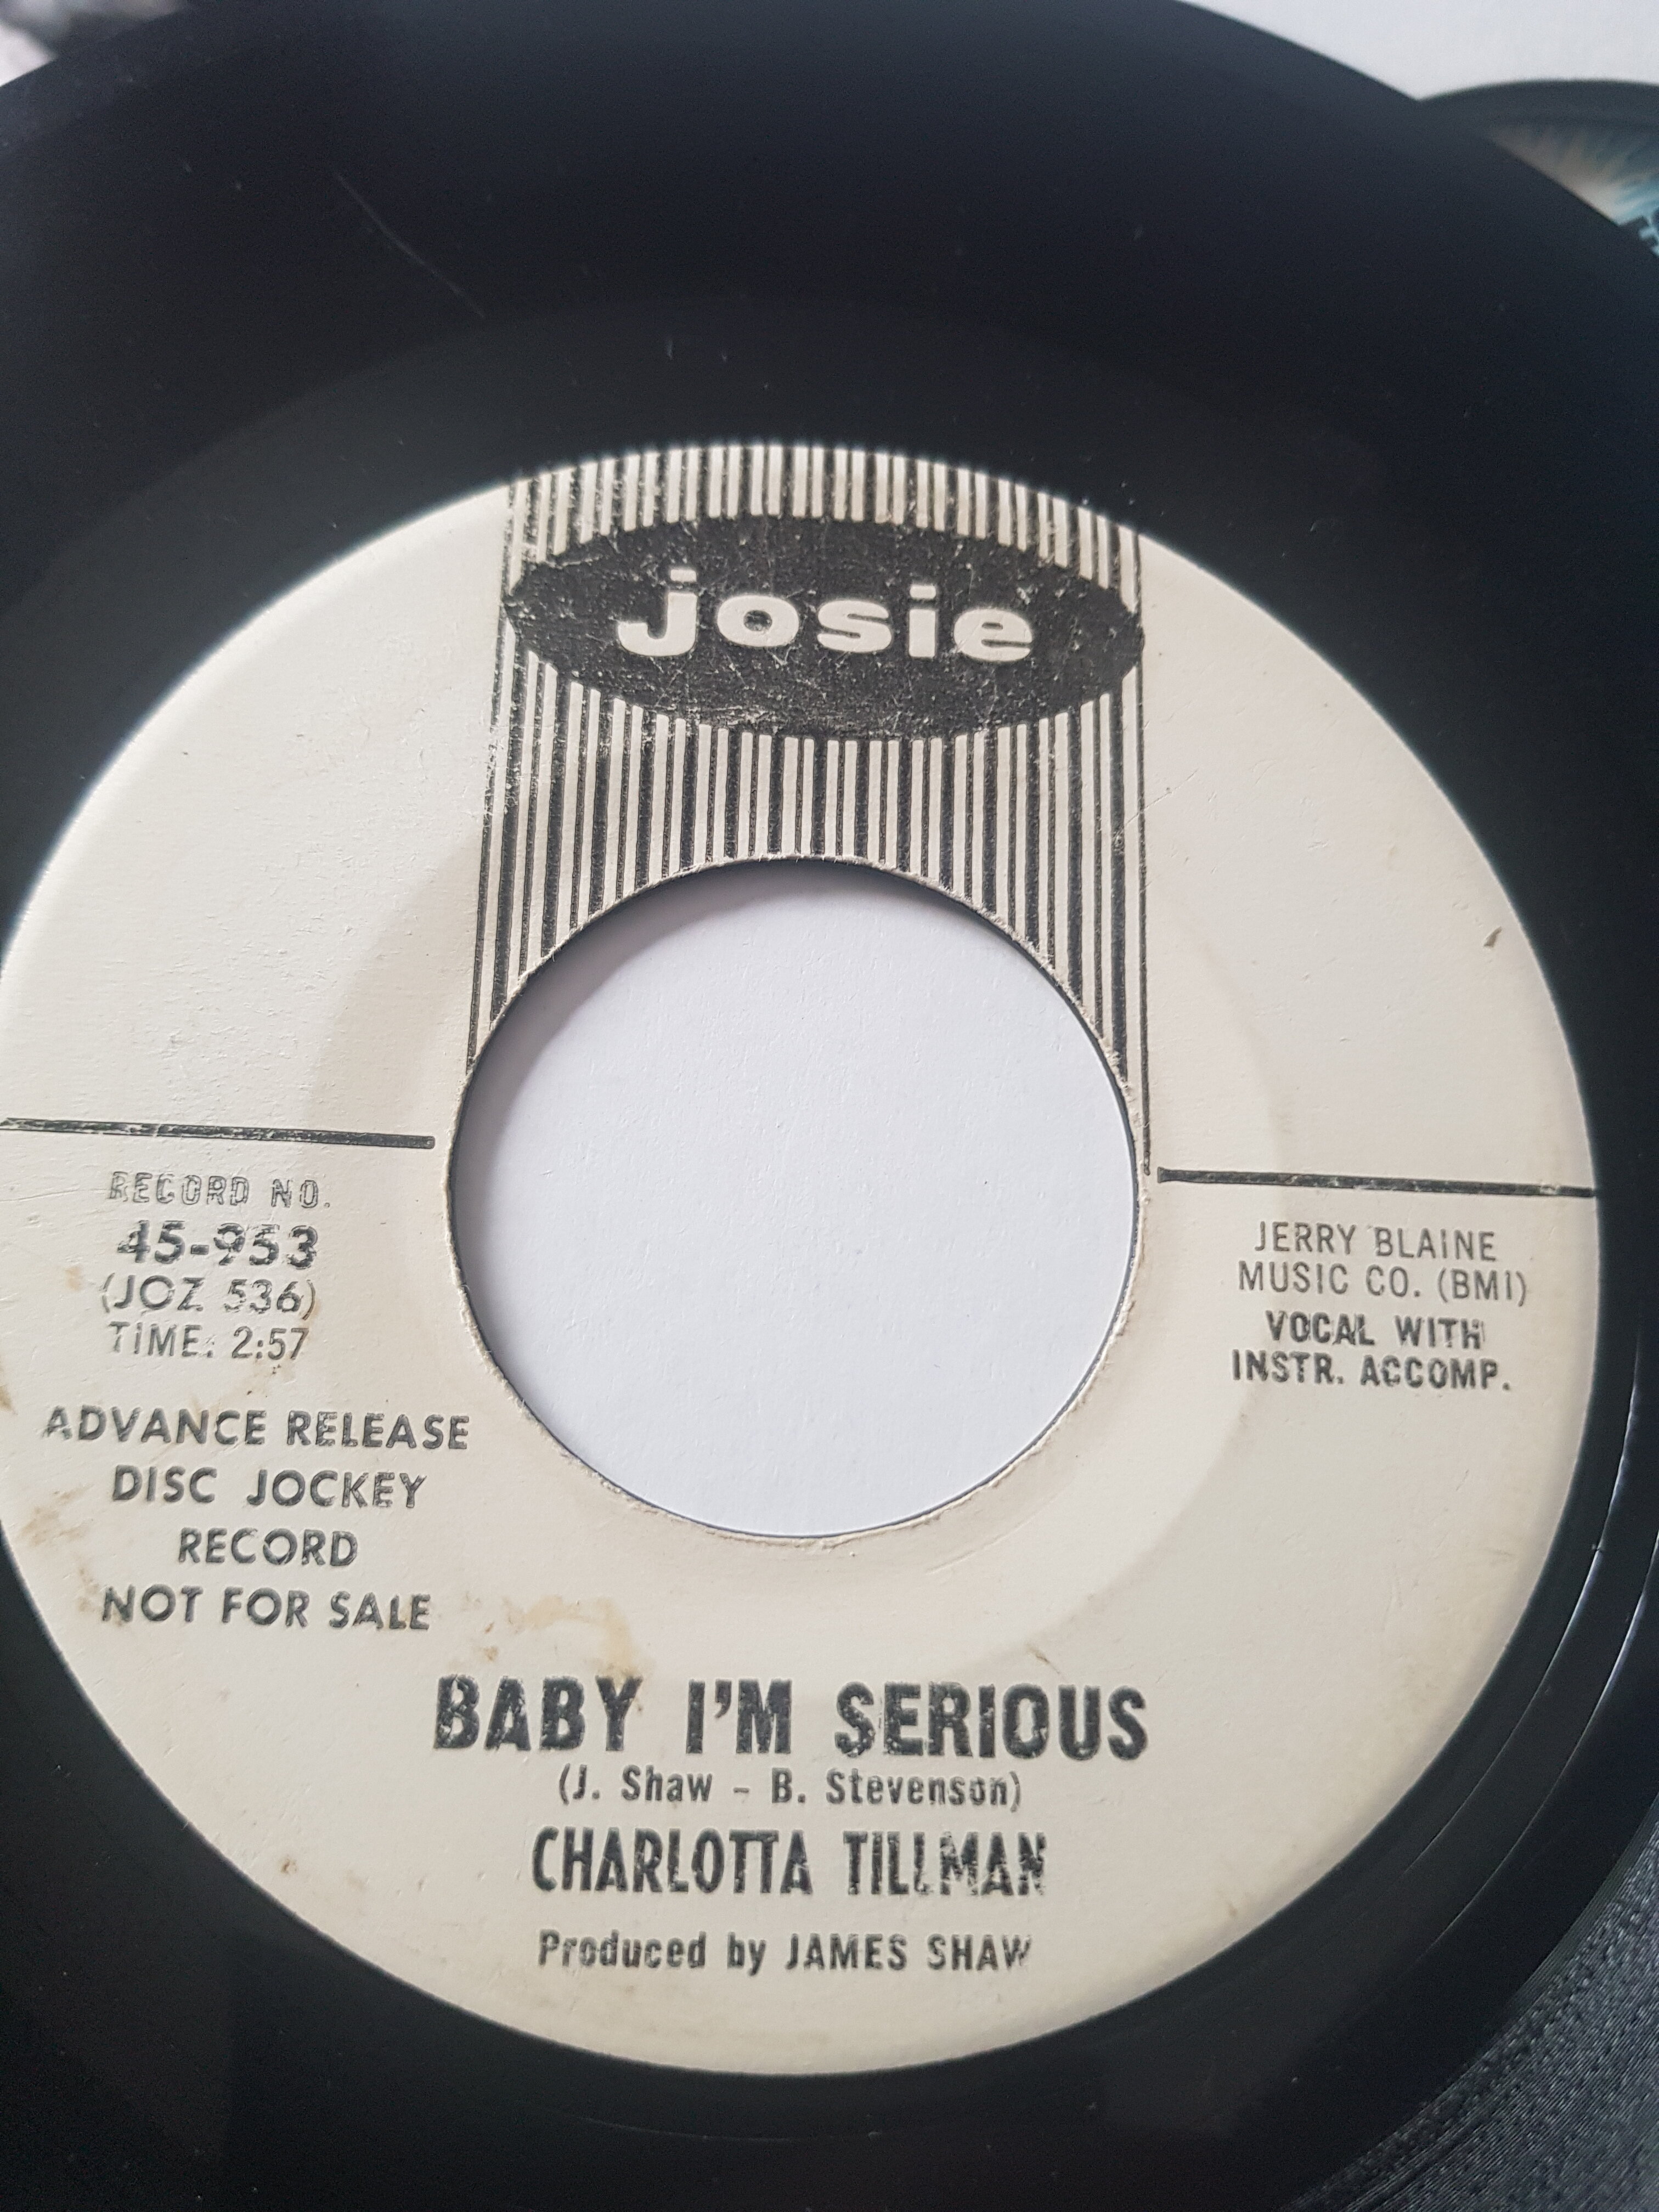 josie
RECORD NO.
45-953
(JOZ 536)
TIME: 2:57
ADVANCE RELEASE
DISC JOCKEY
RECORD
NOT FOR SALE
JERRY BLAINE
MUSIC CO. (BMI)
VOCAL WITH
INSTR. ACCOMP.
BABY I'M SERIOUS
(J. Shaw - B. Stevenson)
CHARLOTTA TILLMAN
Produced by JAMES SHAW